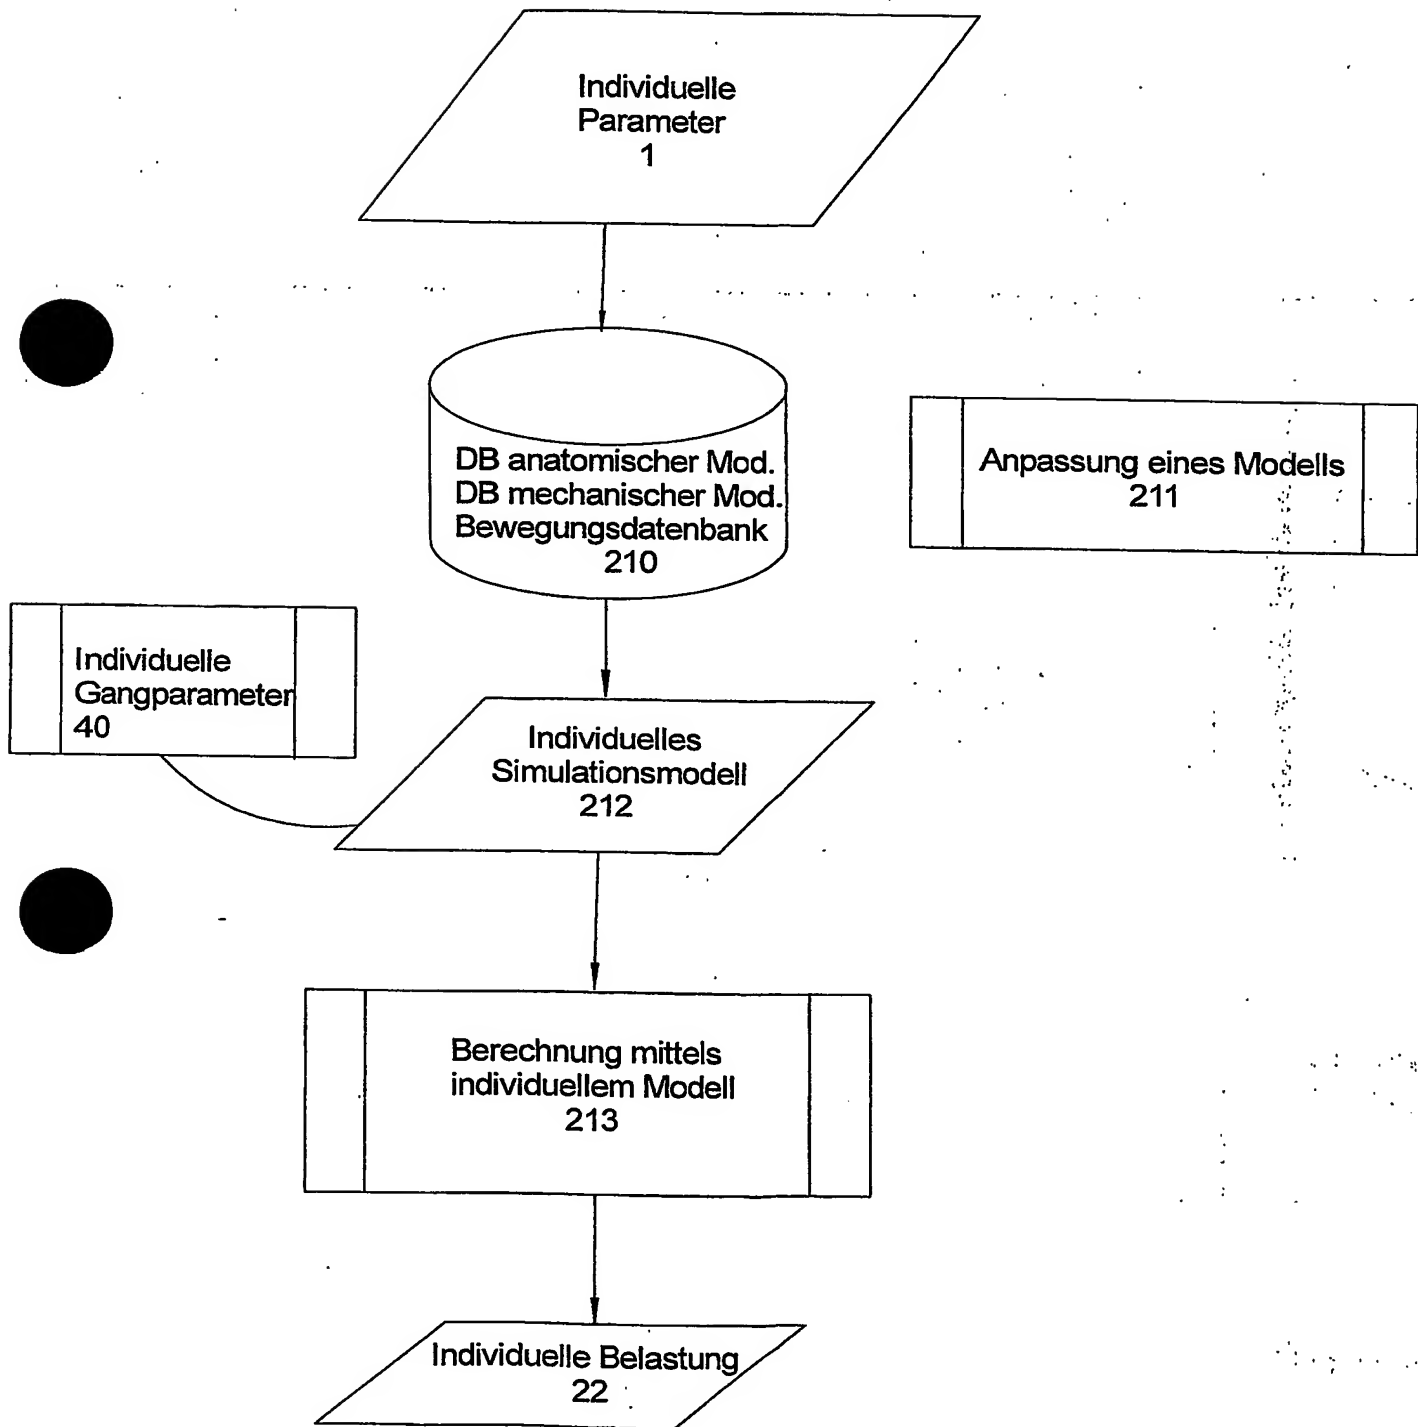 Individuelle
Parameter
1
DB anatomischer Mod.
DB mechanischer Mod.
Bewegungsdatenbank
210
Anpassung eines Modells
211
Individuelle
Gangparameter
40
Individuelles
Simulationsmodell
212
Berechnung mittels
individuellem Modell
213
Individuelle Belastung
22